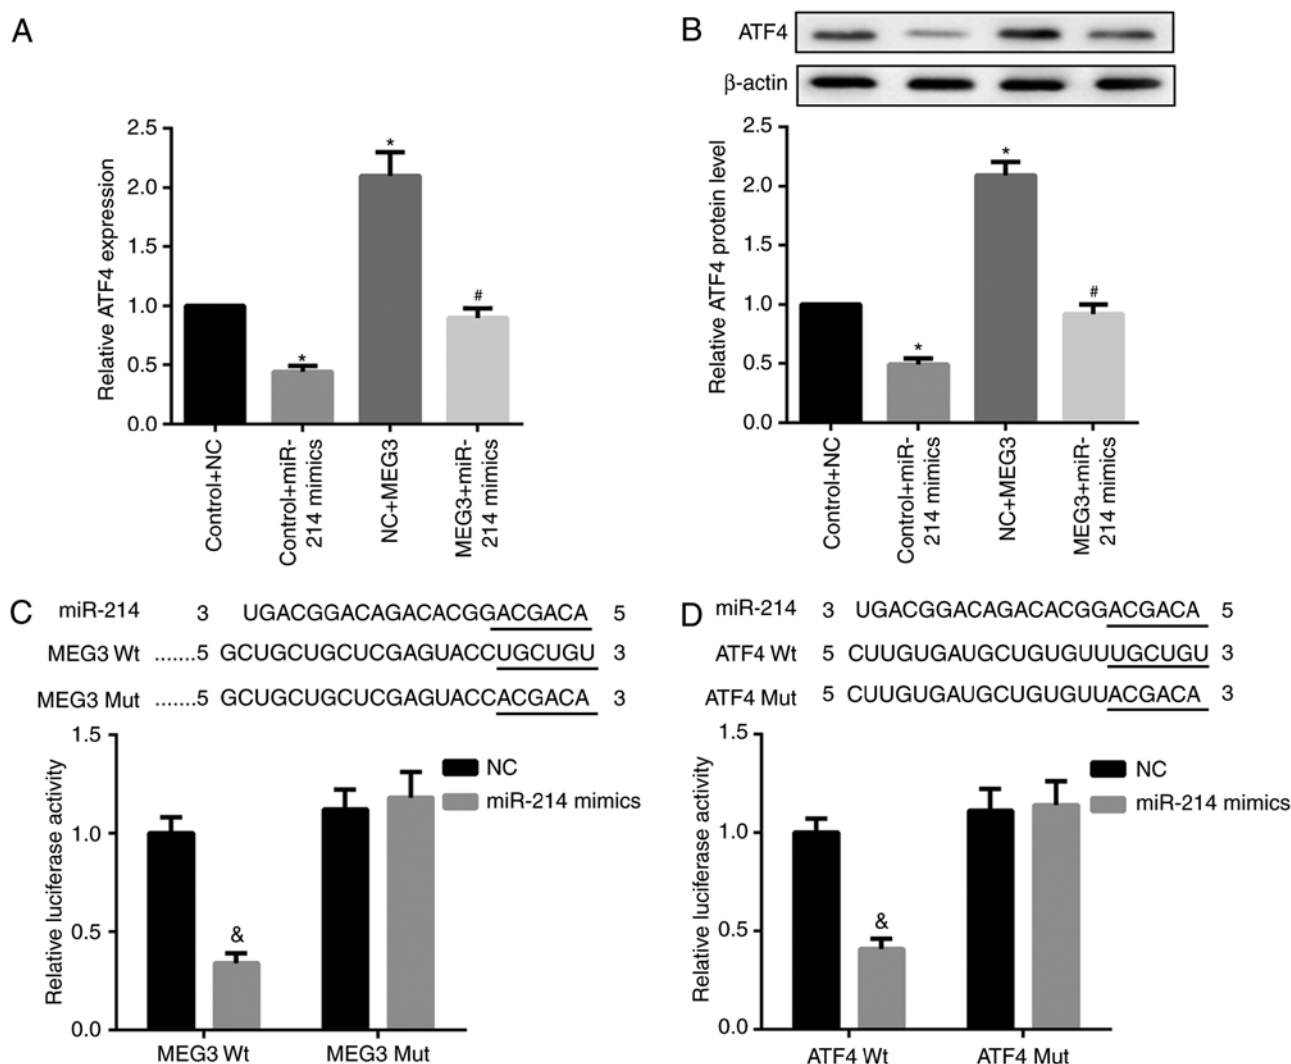 A
Relative ATF4 expression
2.5
2.0
1.5
1.0
0.5
0.0
*
*
#
Control+NC
Control+miR-
214 mimics
NC+MEG3
MEG3+miR-
214 mimics
B
ATF4
β-actin
Relative ATF4 protein level
2.5
2.0
1.5
1.0
0.5
0.0
*
*
#
Control+NC
Control+miR-
214 mimics
NC+MEG3
MEG3+miR-
214 mimics
C
miR-214 3 UGACGGACAGACACGGACGACA 5
MEG3 Wt .......5 GCUGCUGCUCGAGUACCUGCUGU 3
MEG3 Mut .......5 GCUGCUGCUCGAGUACCACGACA 3
Relative luciferase activity
1.5
1.0
0.5
0.0
&
NC
miR-214 mimics
MEG3 Wt
MEG3 Mut
D
miR-214 3 UGACGGACAGACACGGACGACA 5
ATF4 Wt 5 CUUGUGAUGCUGUGUUUGCUGU 3
ATF4 Mut 5 CUUGUGAUGCUGUGUUACGACA 3
Relative luciferase activity
1.5
1.0
0.5
0.0
&
NC
miR-214 mimics
ATF4 Wt
ATF4 Mut